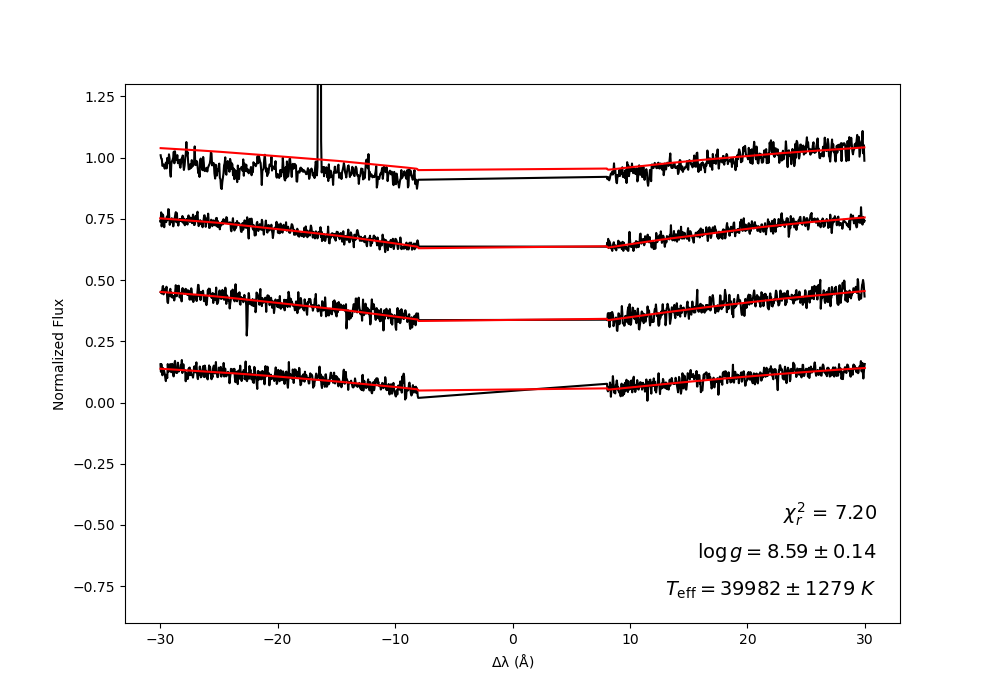 1.25
1.00
0.75
0.50
0.25
0.00
−0.25
−0.50
−0.75
Normalized Flux
χ²ᵣ = 7.20
log g = 8.59 ± 0.14
T_eff = 39982 ± 1279 K
−30 −20 −10 0 10 20 30
Δλ (Å)